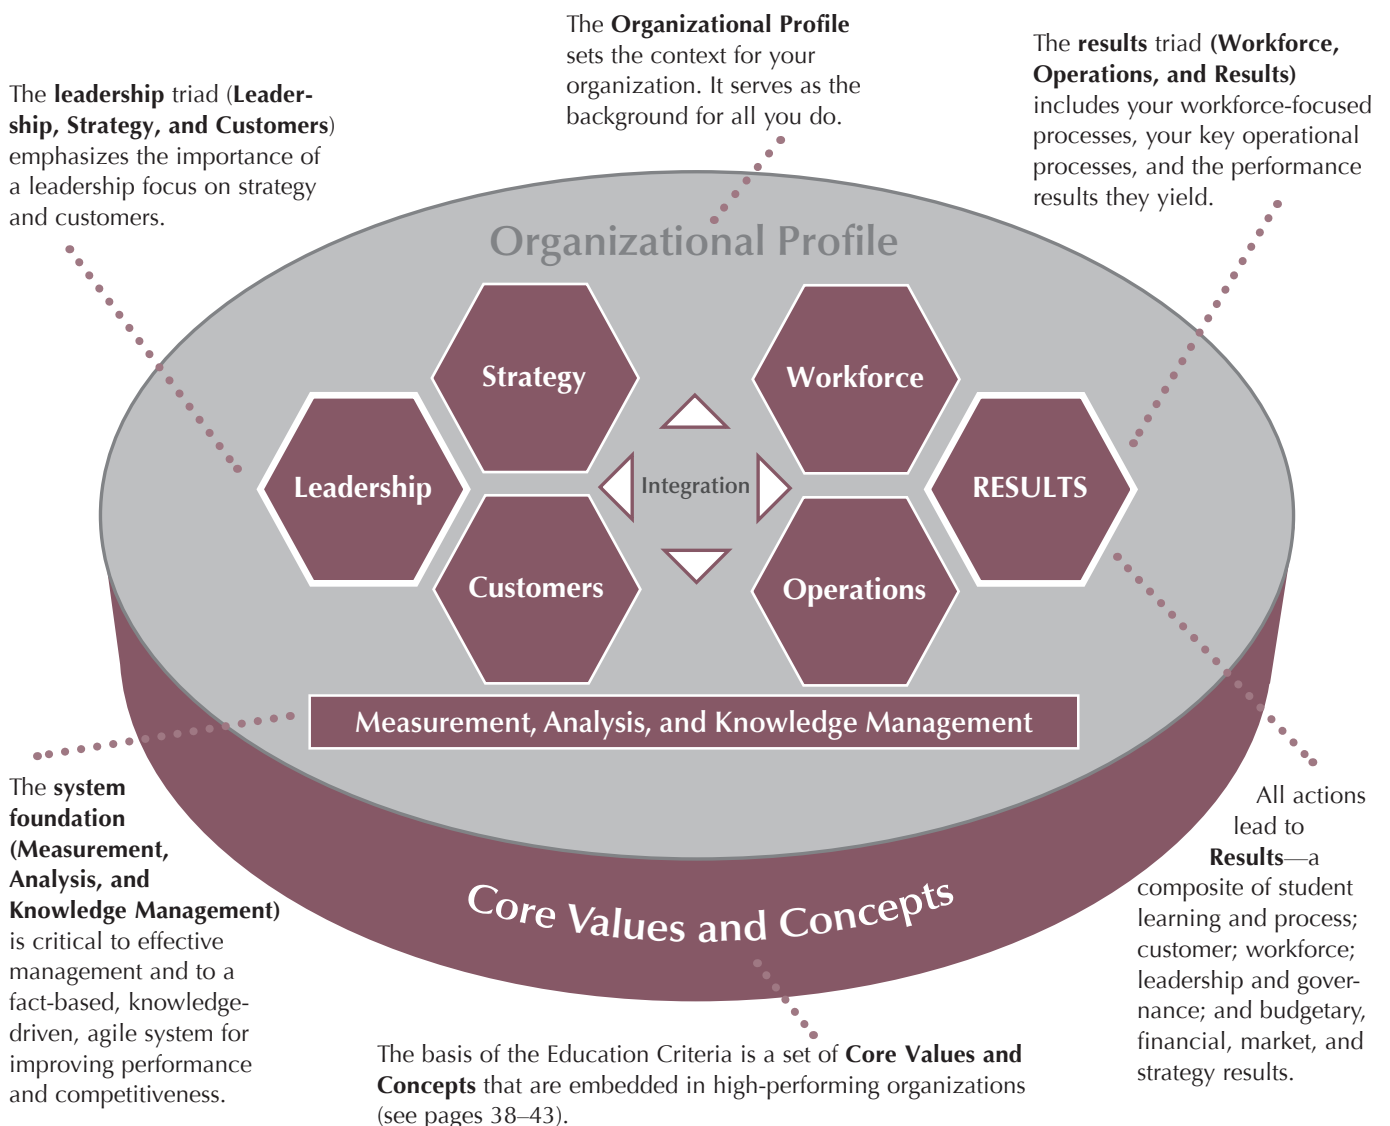 The Organizational Profile
sets the context for your
organization. It serves as the
background for all you do.
The results triad (Workforce,
Operations, and Results)
includes your workforce-focused
processes, your key operational
processes, and the performance
results they yield.
The leadership triad (Leader-
ship, Strategy, and Customers)
emphasizes the importance of
a leadership focus on strategy
and customers.
Organizational Profile
Strategy
Workforce
Leadership
Integration
RESULTS
Customers
Operations
Measurement, Analysis, and Knowledge Management
The system
foundation
(Measurement,
Analysis, and
Knowledge Management)
is critical to effective
management and to a
fact-based, knowledge-
driven, agile system for
improving performance
and competitiveness.
Core Values and Concepts
All actions
lead to
Results—a
composite of student
learning and process;
customer; workforce;
leadership and gover-
nance; and budgetary,
financial, market, and
strategy results.
The basis of the Education Criteria is a set of Core Values and
Concepts that are embedded in high-performing organizations
(see pages 38–43).